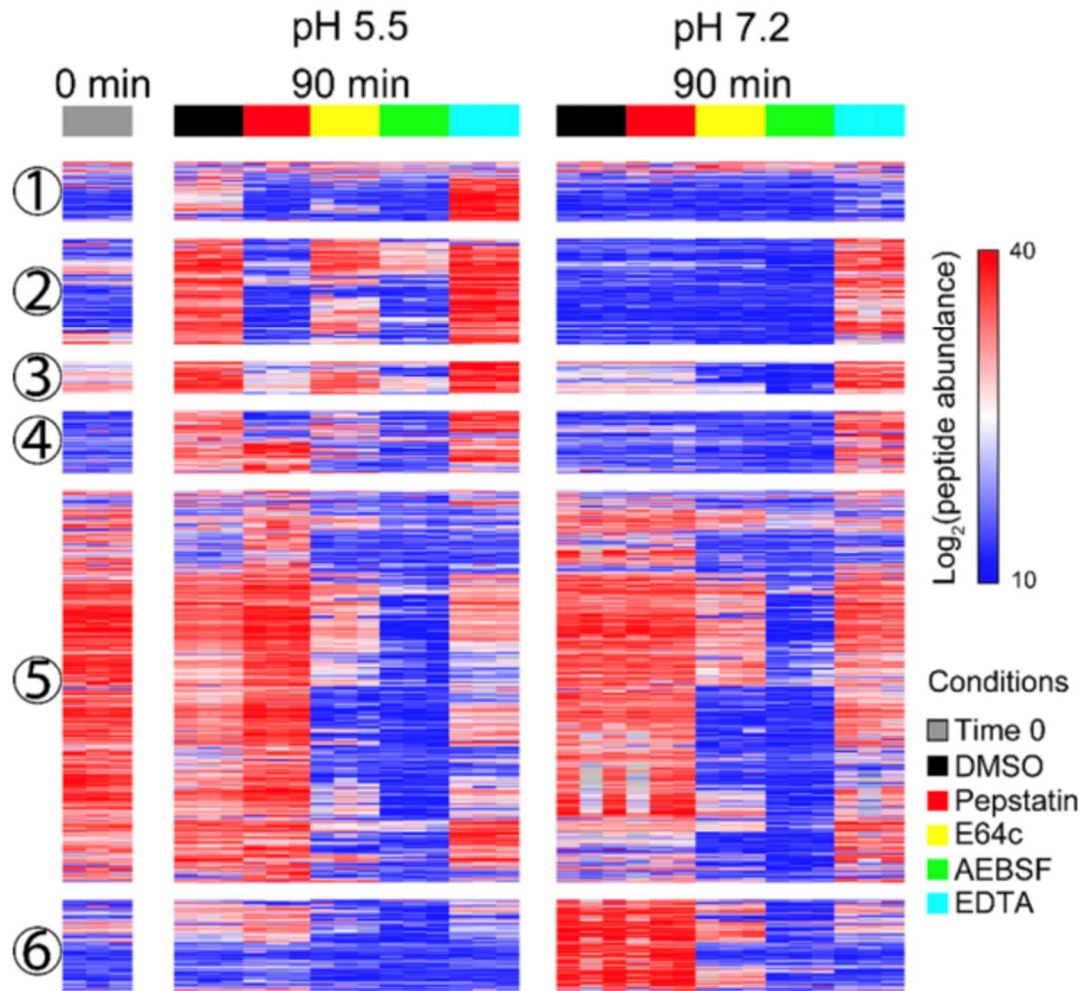 pH 5.5 pH 7.2
0 min 90 min 90 min
①
②
③
④
⑤
⑥
40
Log₂(peptide abundance)
10
Conditions
Time 0
DMSO
Pepstatin
E64c
AEBSF
EDTA